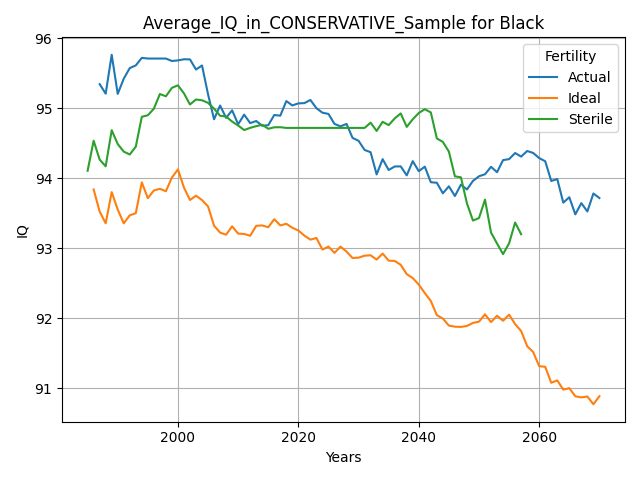 Average_IQ_in_CONSERVATIVE_Sample for Black
IQ
96
95
94
93
92
91
Fertility
Actual
Ideal
Sterile
2000
2020
2040
2060
Years